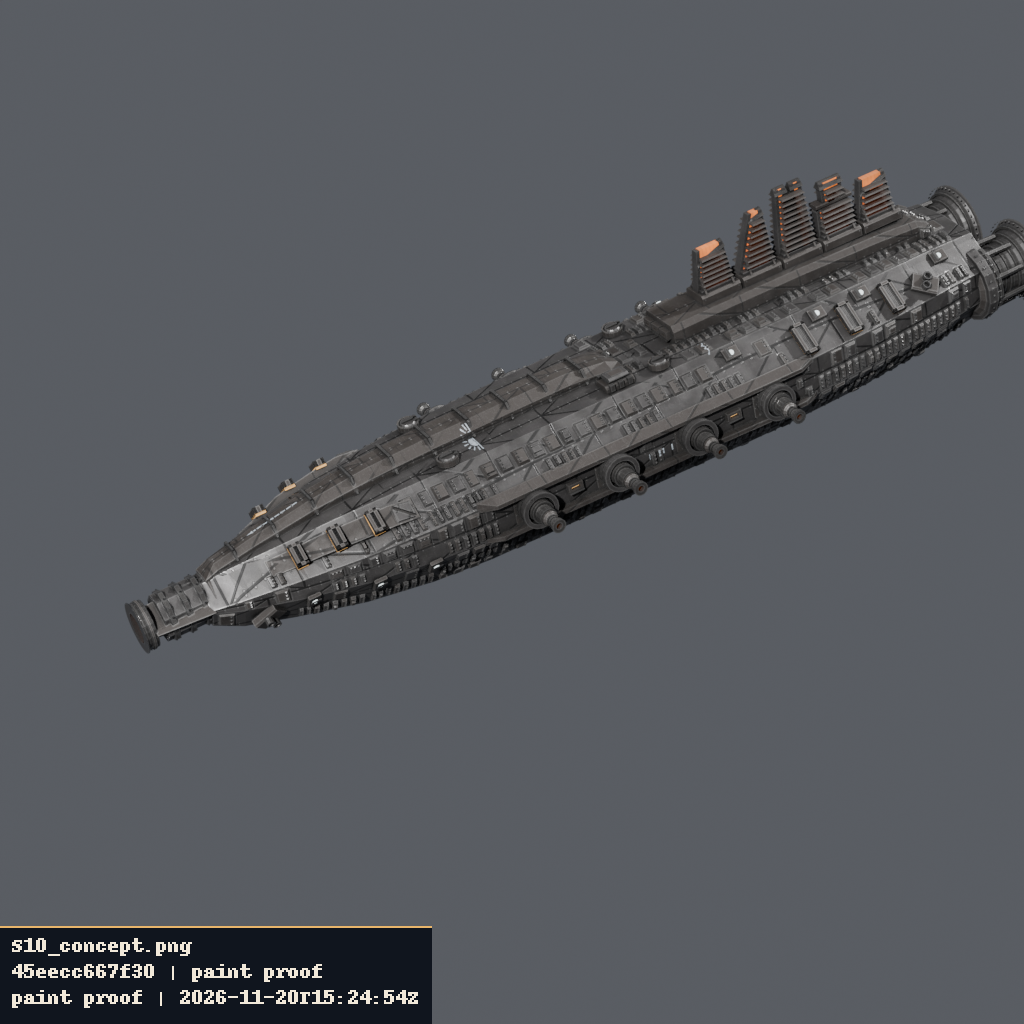 S10_concept.png
45eecc667f30 | paint proof
paint proof | 2026-11-20T15:24:54Z